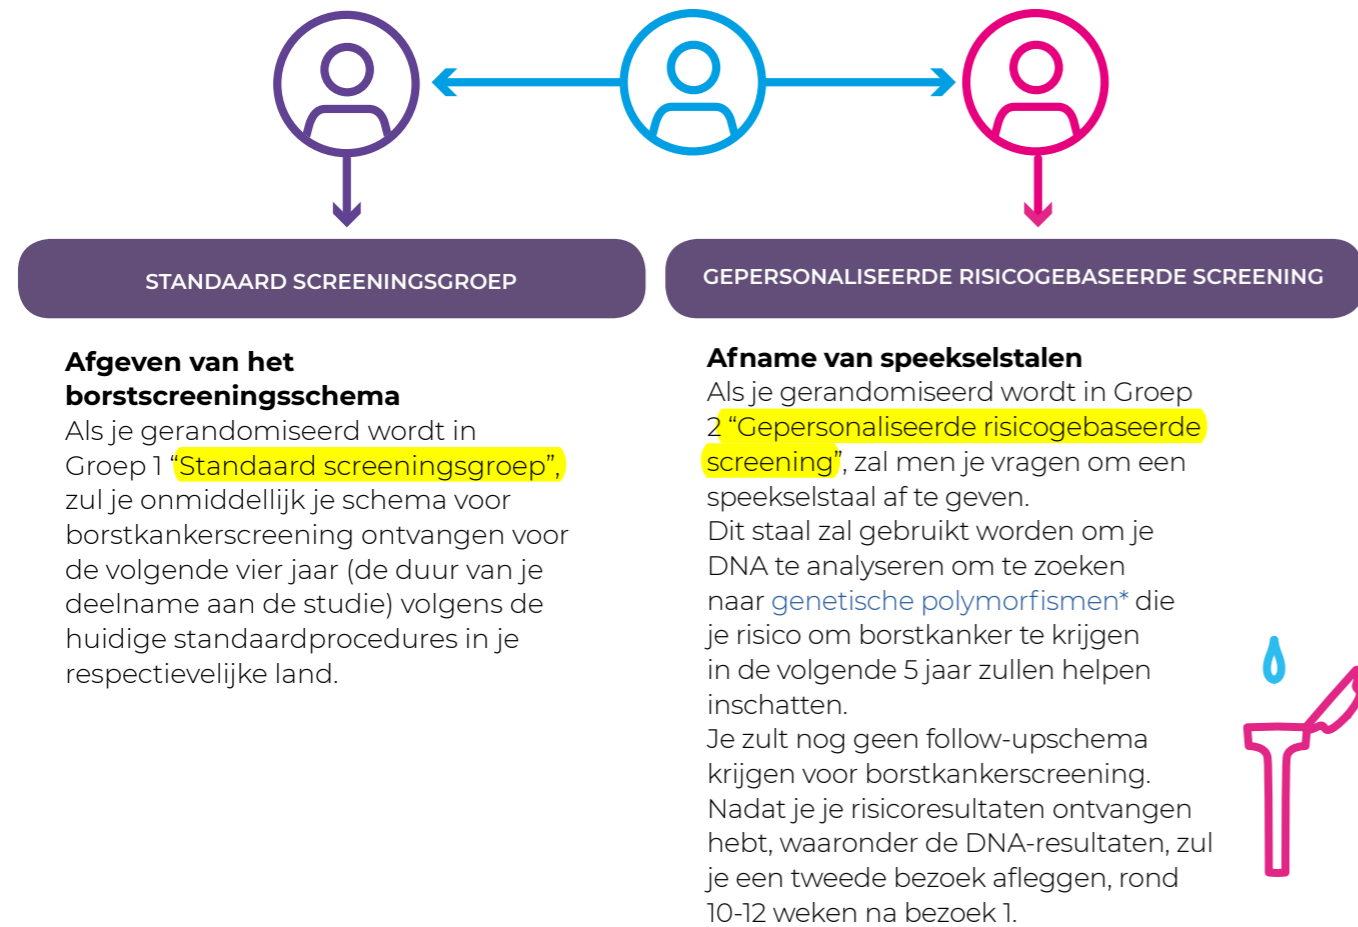 STANDAARD SCREENINGSGROEP
Afgeven van het
borstscreeningsschema
Als je gerandomiseerd wordt in
Groep 1 “Standaard screeningsgroep”,
zul je onmiddellijk je schema voor
borstkankerscreening ontvangen voor
de volgende vier jaar (de duur van je
deelname aan de studie) volgens de
huidige standaardprocedures in je
respectievelijke land.
GEPERSONALISEERDE RISICOGEBASEERDE SCREENING
Afname van speekselstalen
Als je gerandomiseerd wordt in Groep
2 “Gepersonaliseerde risicogebaseerde
screening”, zal men je vragen om een
speekselstaal af te geven.
Dit staal zal gebruikt worden om je
DNA te analyseren om te zoeken
naar genetische polymorfismen* die
je risico om borstkanker te krijgen
in de volgende 5 jaar zullen helpen
inschatten.
Je zult nog geen follow-upschema
krijgen voor borstkankerscreening.
Nadat je je risicoresultaten ontvangen
hebt, waaronder de DNA-resultaten, zul
je een tweede bezoek afleggen, rond
10-12 weken na bezoek 1.